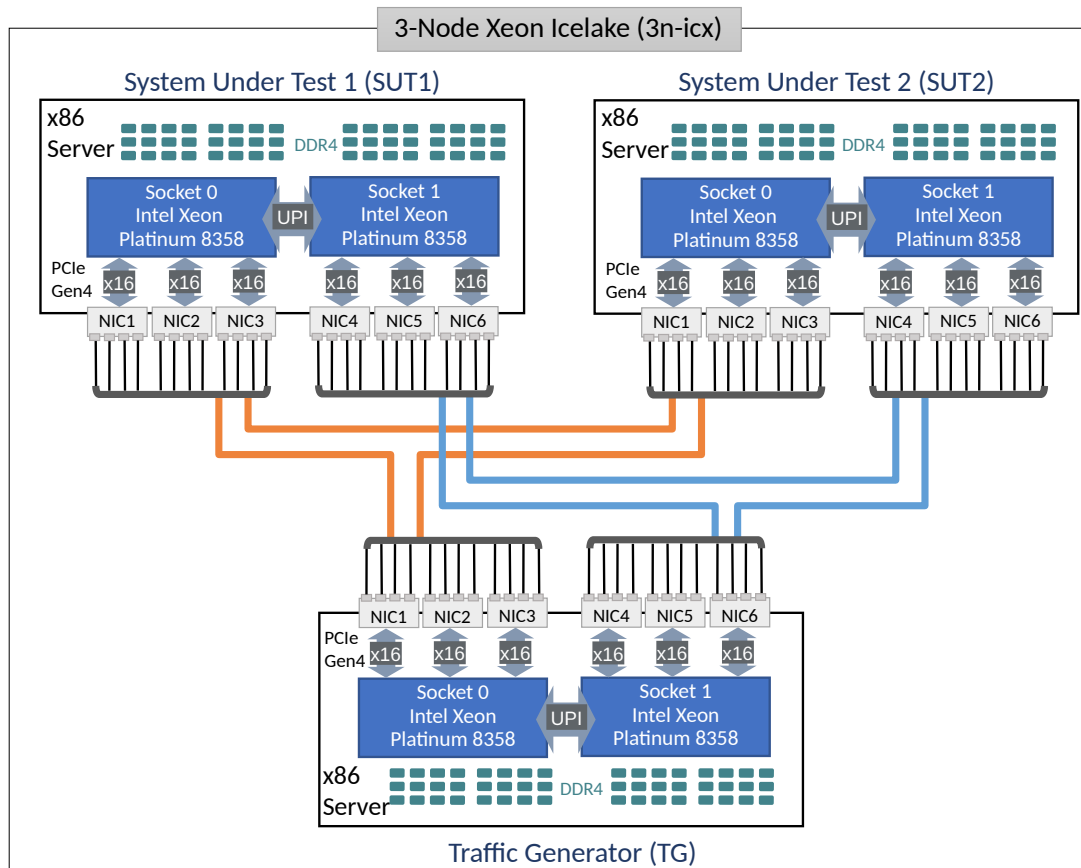 3-Node Xeon Icelake (3n-icx)
System Under Test 1 (SUT1)
x86
Server
DDR4
Socket 0
Intel Xeon
Platinum 8358
UPI
Socket 1
Intel Xeon
Platinum 8358
PCIe
Gen4
x16
x16
x16
x16
x16
x16
NIC1
NIC2
NIC3
NIC4
NIC5
NIC6
System Under Test 2 (SUT2)
x86
Server
DDR4
Socket 0
Intel Xeon
Platinum 8358
UPI
Socket 1
Intel Xeon
Platinum 8358
PCIe
Gen4
x16
x16
x16
x16
x16
x16
NIC1
NIC2
NIC3
NIC4
NIC5
NIC6
NIC1
NIC2
NIC3
NIC4
NIC5
NIC6
PCIe
Gen4
x16
x16
x16
x16
x16
x16
Socket 0
Intel Xeon
Platinum 8358
UPI
Socket 1
Intel Xeon
Platinum 8358
x86
Server
DDR4
Traffic Generator (TG)